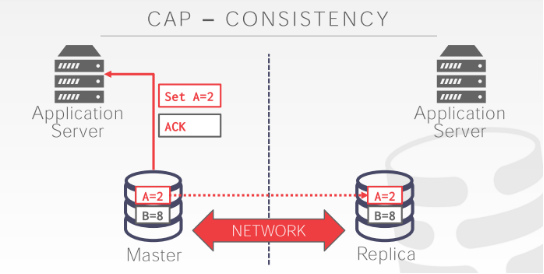 CAP – CONSISTENCY
Application
Server
Application
Server
Set A=2
ACK
A=2
B=8
A=2
B=8
NETWORK
Master
Replica